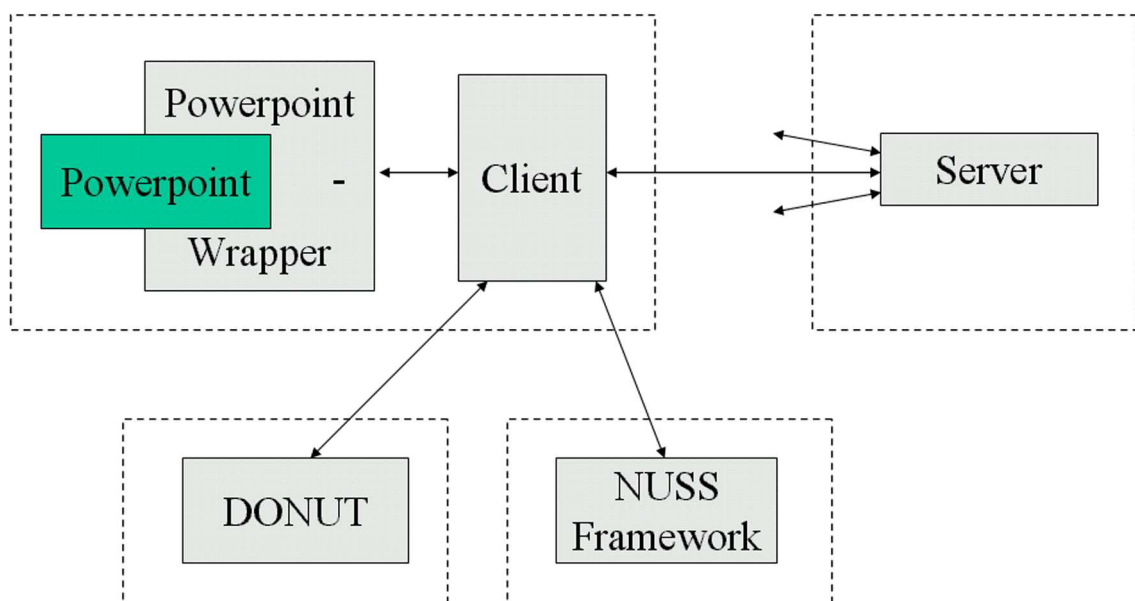 Powerpoint
Powerpoint
-
Wrapper
Client
Server
DONUT
NUSS
Framework